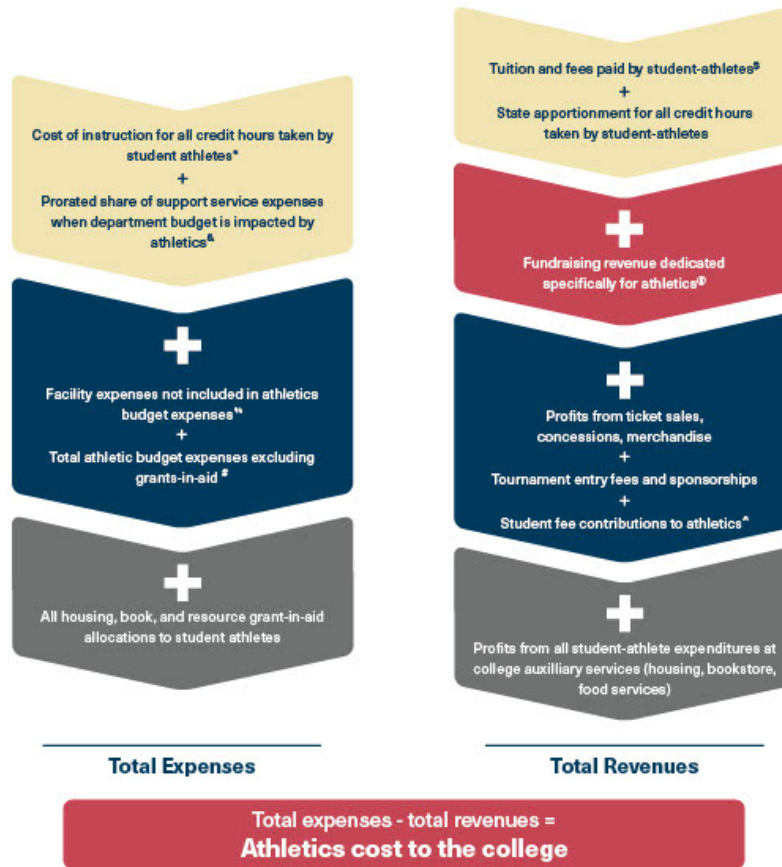 Cost of instruction for all credit hours taken by
student athletes*
+
Prorated share of support service expenses
when department budget is impacted by
athletics&
+
Facility expenses not included in athletics
budget expenses%
+
Total athletic budget expenses excluding
grants-in-aid #
+
All housing, book, and resource grant-in-aid
allocations to student athletes
Total Expenses
Tuition and fees paid by student-athletes$
+
State apportionment for all credit hours
taken by student-athletes
+
Fundraising revenue dedicated
specifically for athletics@
+
Profits from ticket sales,
concessions, merchandise
+
Tournament entry fees and sponsorships
+
Student fee contributions to athletics^
+
Profits from all student-athlete expenditures at
college auxilliary services (housing, bookstore,
food services)
Total Revenues
Total expenses - total revenues =
Athletics cost to the college